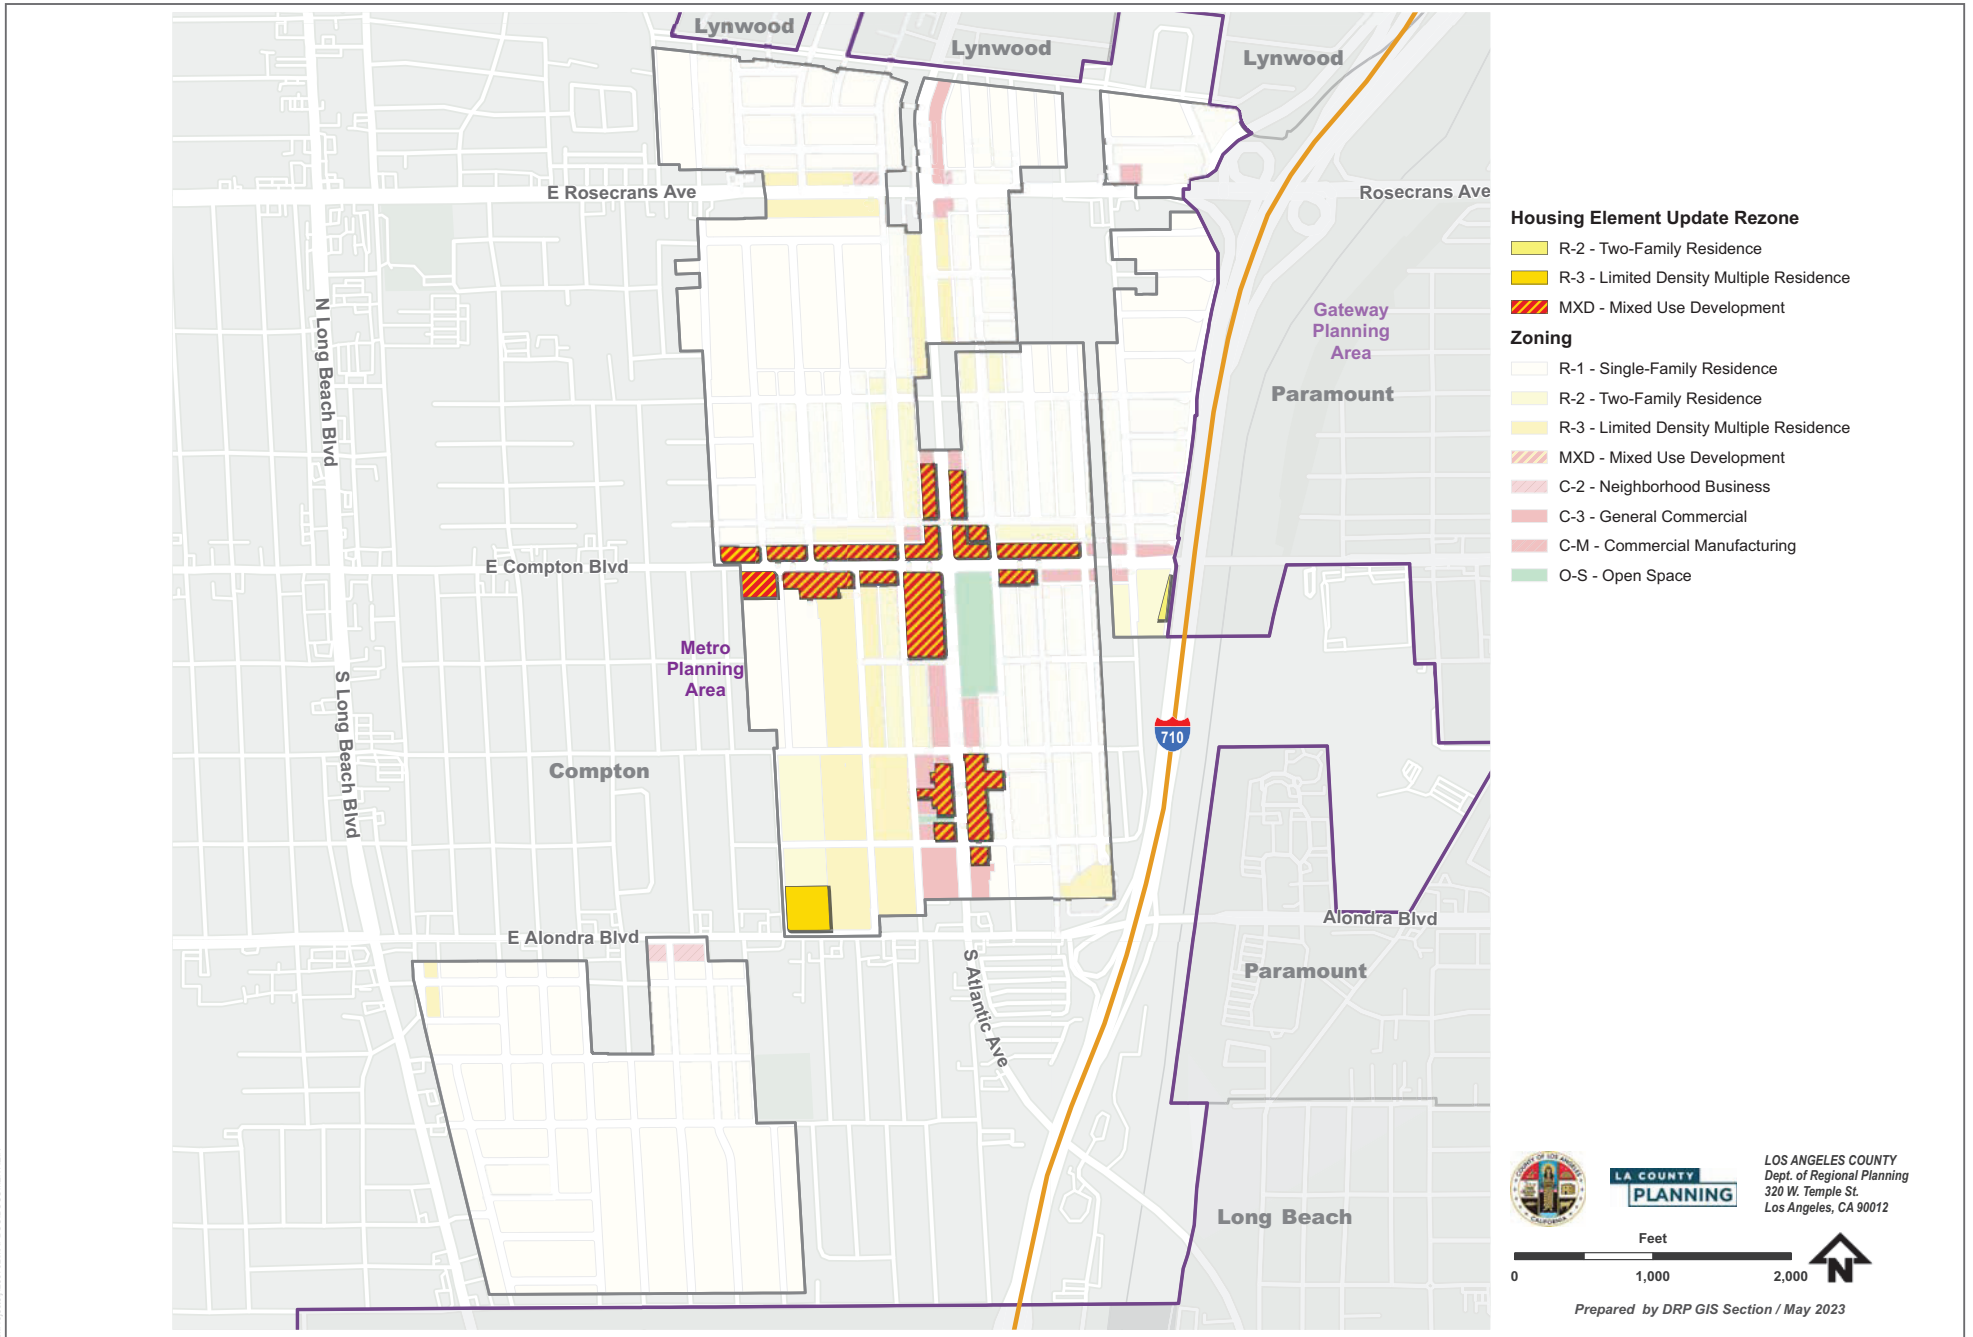 Lynwood
Lynwood
Lynwood
E Rosecrans Ave
Rosecrans Ave
N Long Beach Blvd
Gateway
Planning
Area
Paramount
E Compton Blvd
Metro
Planning
Area
S Long Beach Blvd
710
Compton
E Alondra Blvd
Alondra Blvd
Paramount
S Atlantic Ave
Long Beach
Housing Element Update Rezone
R-2 - Two-Family Residence
R-3 - Limited Density Multiple Residence
MXD - Mixed Use Development
Zoning
R-1 - Single-Family Residence
R-2 - Two-Family Residence
R-3 - Limited Density Multiple Residence
MXD - Mixed Use Development
C-2 - Neighborhood Business
C-3 - General Commercial
C-M - Commercial Manufacturing
O-S - Open Space
COUNTY OF LOS ANGELES
CALIFORNIA
LA COUNTY
PLANNING
LOS ANGELES COUNTY
Dept. of Regional Planning
320 W. Temple St.
Los Angeles, CA 90012
Feet
0 1,000 2,000
N
Prepared by DRP GIS Section / May 2023